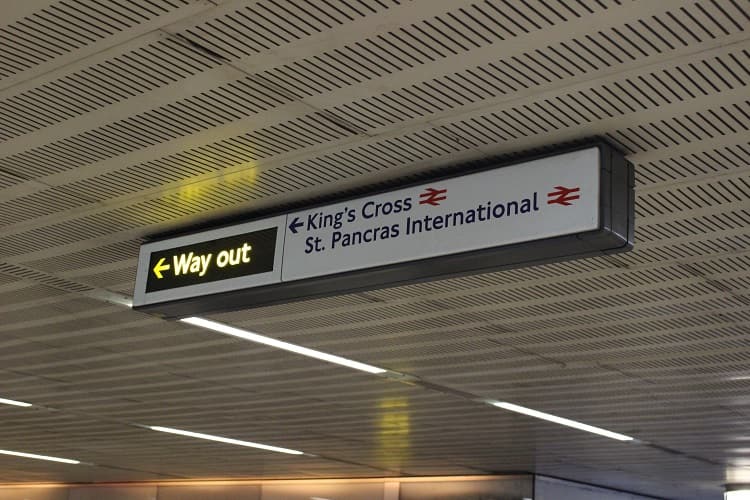 ← Way out
← King's Cross
St. Pancras International